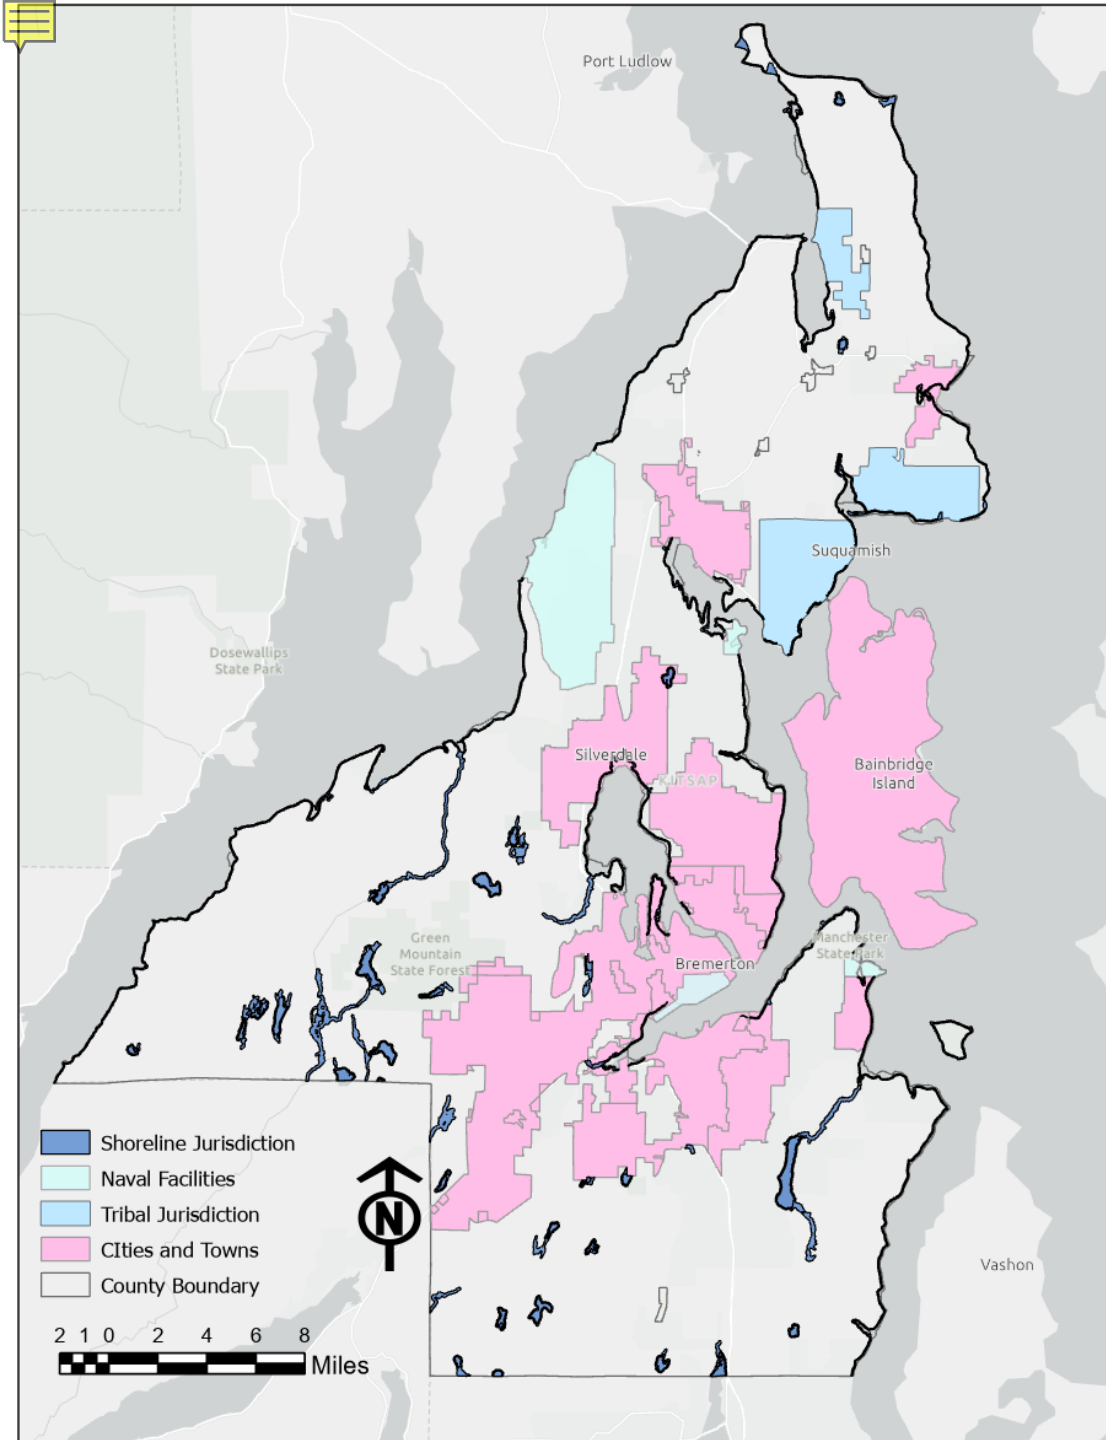 Port Ludlow
Suquamish
Dosewallips
State Park
Silverdale
KITSAP
Bainbridge
Island
Green
Mountain
State Forest
Manchester
State Park
Bremerton
Shoreline Jurisdiction
Naval Facilities
Tribal Jurisdiction
CIties and Towns
County Boundary
N
Vashon
2 1 0 2 4 6 8
Miles